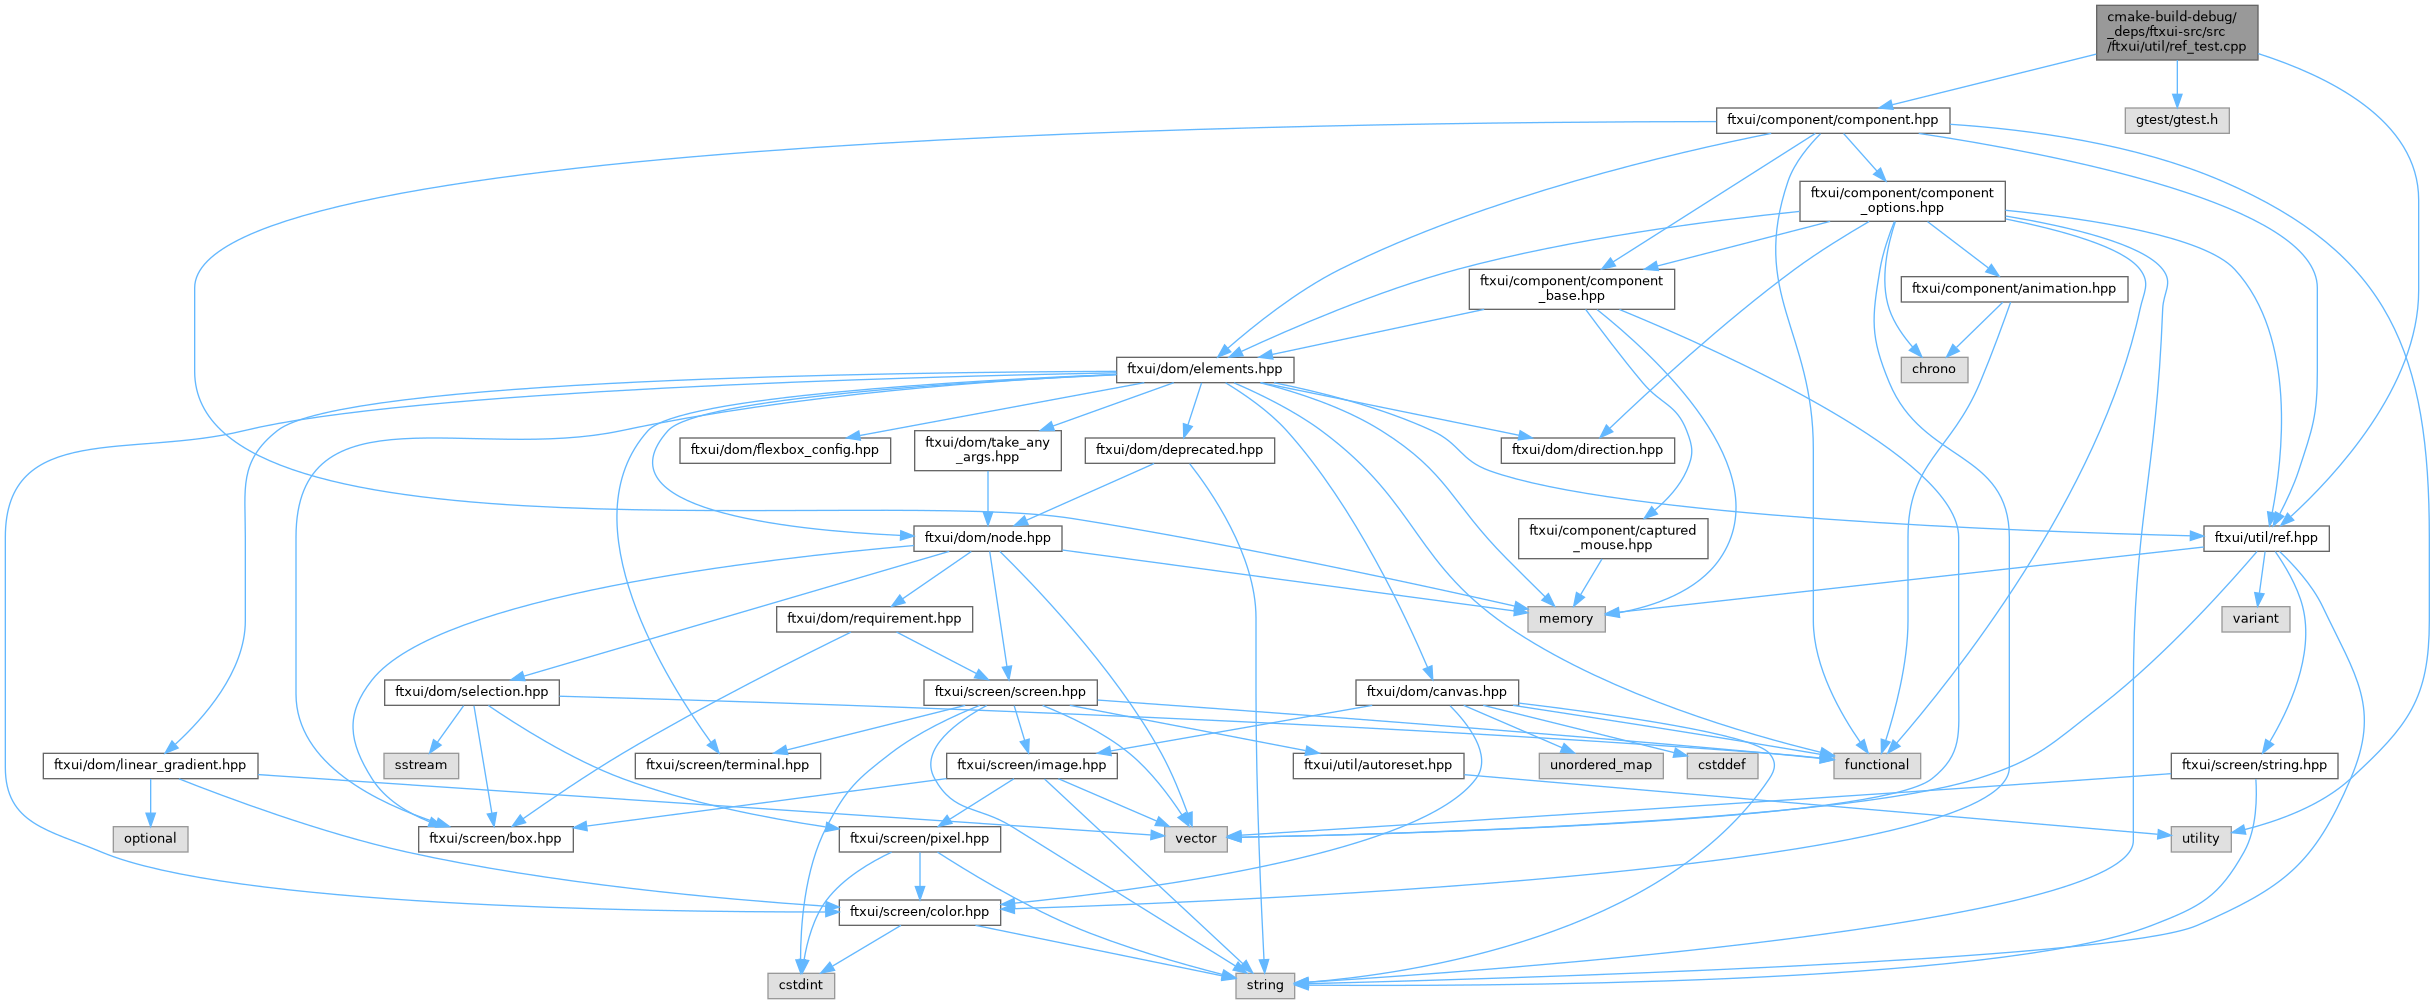 cmake-build-debug/
_deps/ftxui-src/src
/ftxui/util/ref_test.cpp
ftxui/component/component.hpp
gtest/gtest.h
ftxui/component/component
_options.hpp
ftxui/component/component
_base.hpp
ftxui/component/animation.hpp
ftxui/dom/elements.hpp
chrono
ftxui/dom/flexbox_config.hpp
ftxui/dom/take_any
_args.hpp
ftxui/dom/deprecated.hpp
ftxui/dom/direction.hpp
ftxui/dom/node.hpp
ftxui/component/captured
_mouse.hpp
ftxui/util/ref.hpp
ftxui/dom/requirement.hpp
memory
variant
ftxui/dom/selection.hpp
ftxui/screen/screen.hpp
ftxui/dom/canvas.hpp
ftxui/dom/linear_gradient.hpp
sstream
ftxui/screen/terminal.hpp
ftxui/screen/image.hpp
ftxui/util/autoreset.hpp
unordered_map
cstddef
functional
ftxui/screen/string.hpp
optional
ftxui/screen/box.hpp
ftxui/screen/pixel.hpp
vector
utility
ftxui/screen/color.hpp
cstdint
string